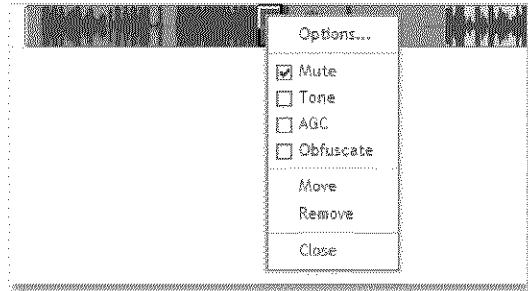 Options...
Mute
Tone
AGC
Obfuscate
Move
Remove
Close